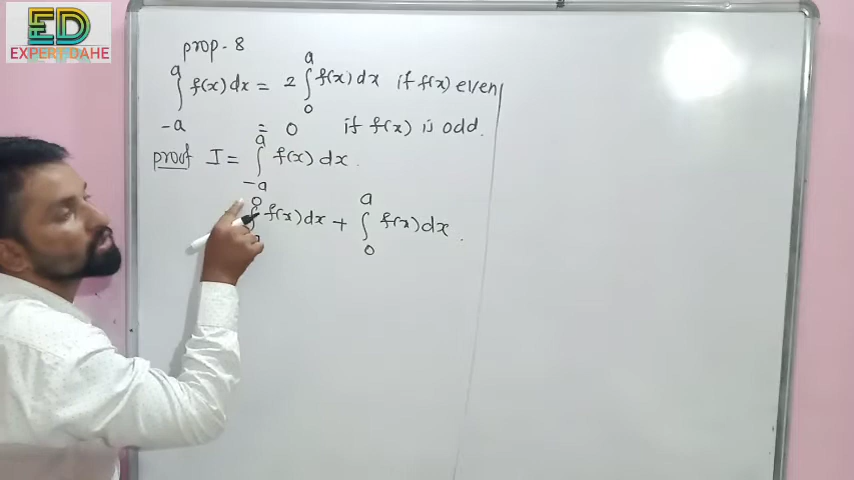 ED
EXPERY DAHE
prop. 8
∫_{-a}^{a} f(x) dx = 2 ∫_{0}^{a} f(x) dx if f(x) even
= 0 if f(x) is odd.
proof I = ∫_{-a}^{a} f(x) dx.
∫^{0} f(x) dx + ∫_{0}^{a} f(x) dx.